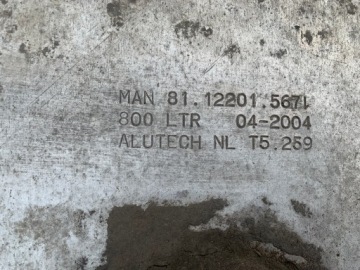 MAN 81.12201.5671
800 LTR 04-2004
ALUTECH NL T5.259